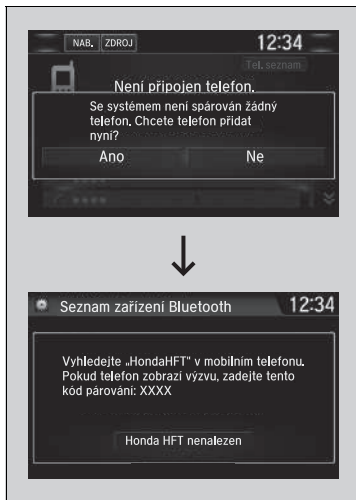 NAB. ZDROJ 12:34
Tel. seznam
Není připojen telefon.
Se systémem není spárován žádný
telefon. Chcete telefon přidat
nyní?
Ano Ne
Seznam zařízení Bluetooth 12:34
Vyhledejte „HondaHFT" v mobilním telefonu.
Pokud telefon zobrazí výzvu, zadejte tento
kód párování: XXXX
Honda HFT nenalezen